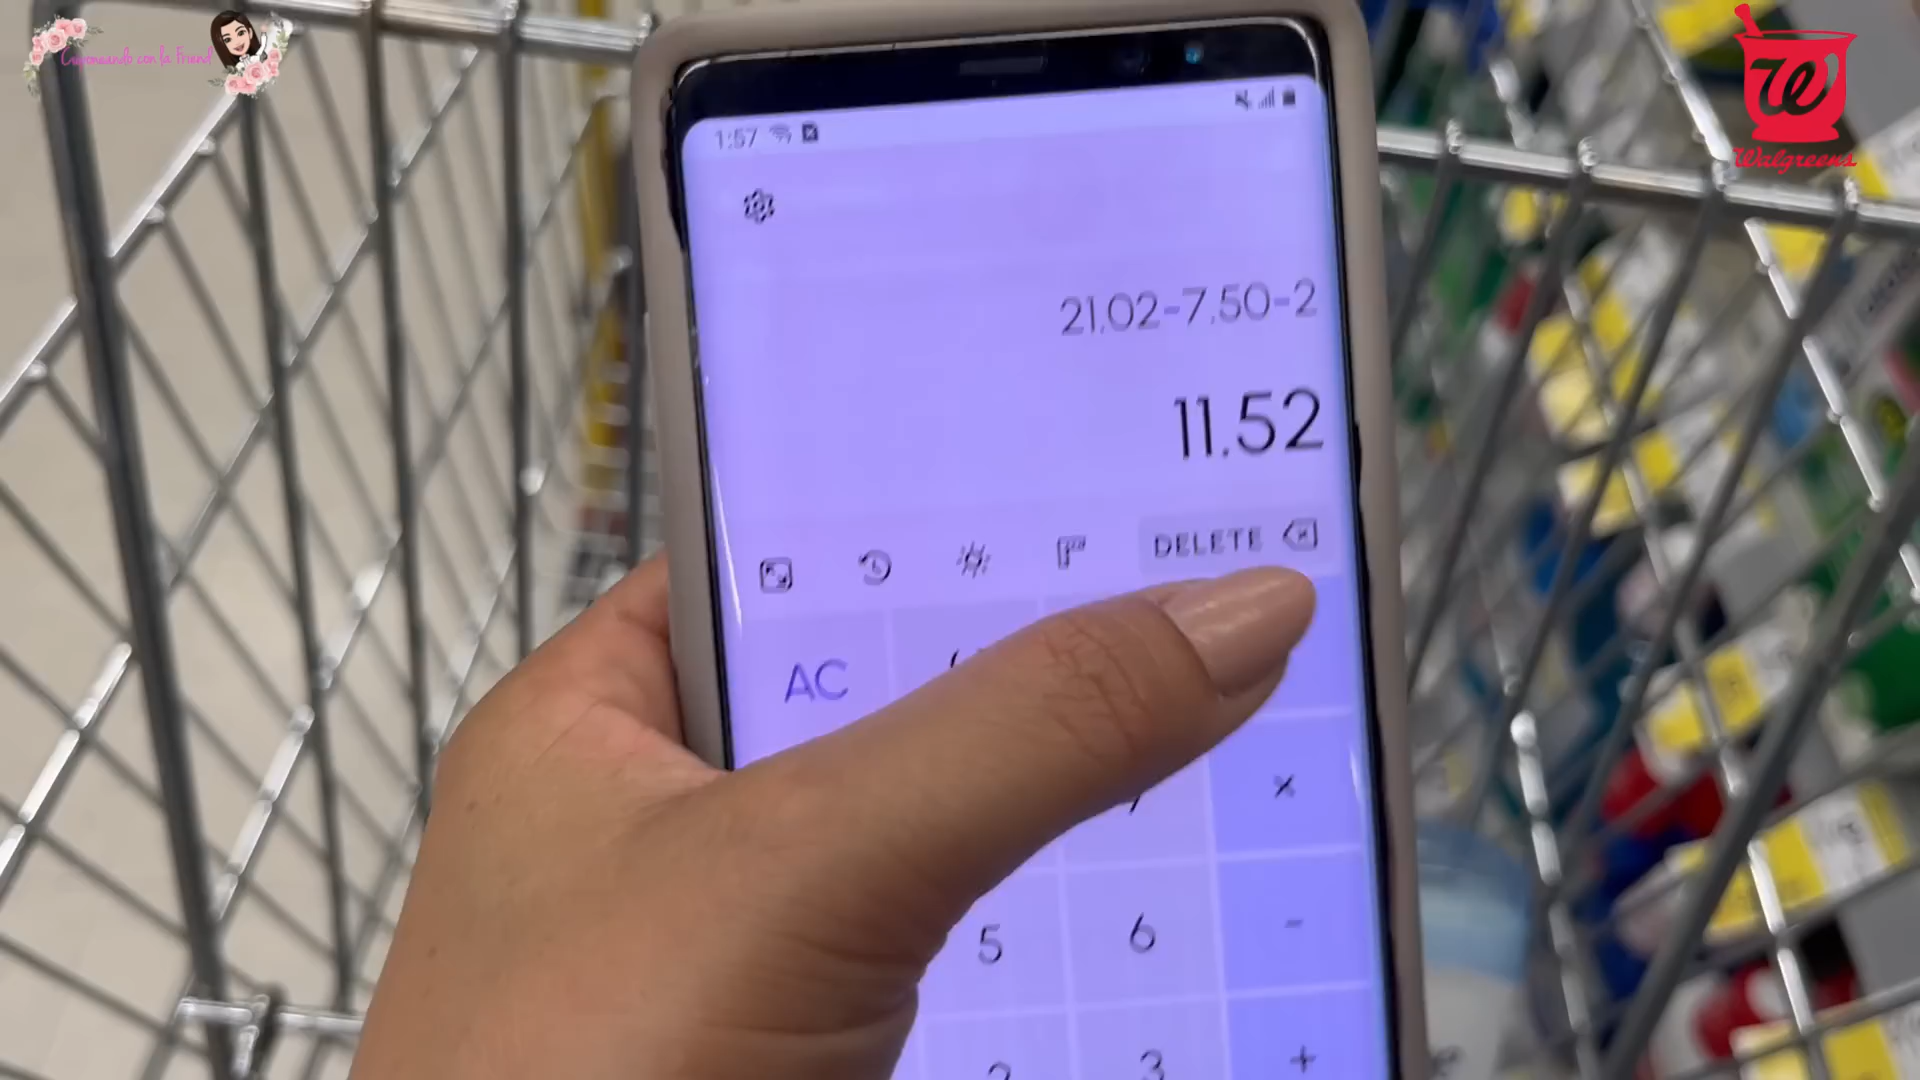 Cuponeando con la Friend
W
Walgreens
1:57
21.02-7.50-2
11.52
DELETE
AC
(
×
5
6
-
2
3
+